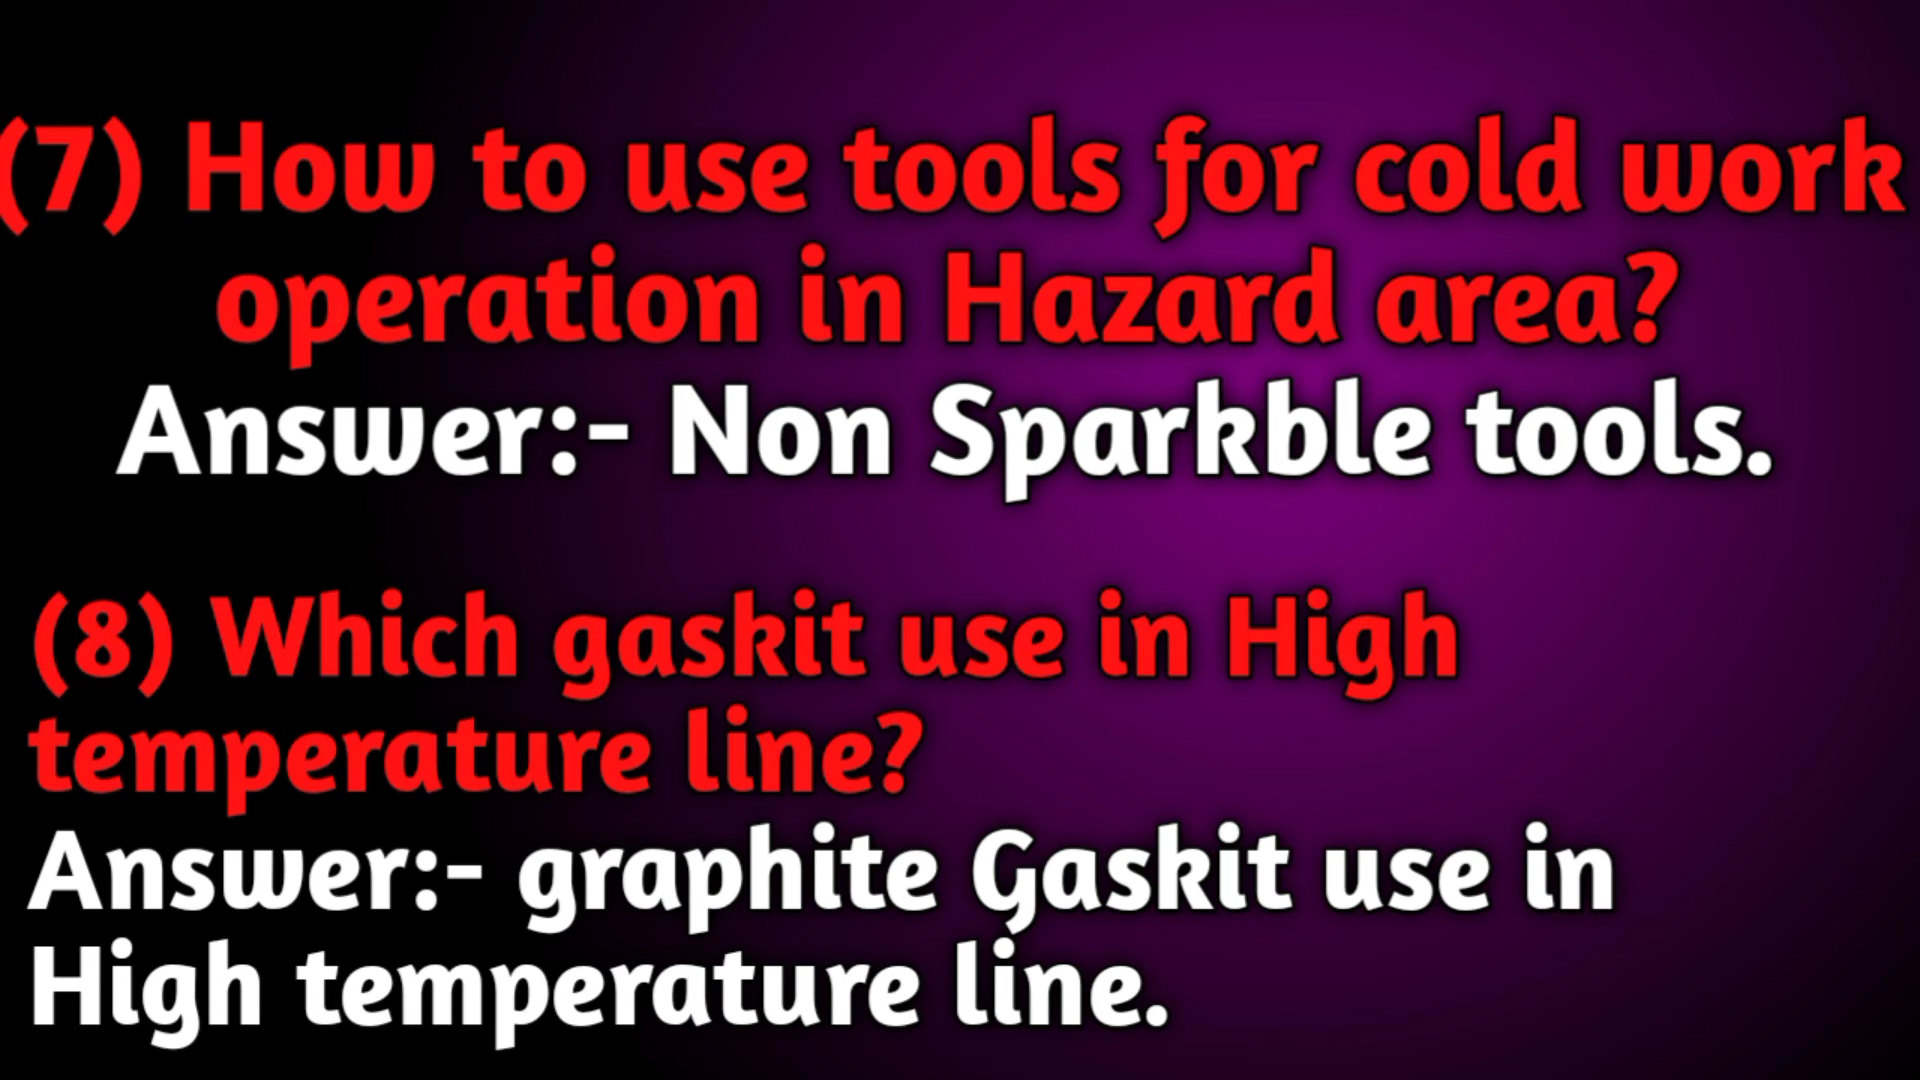 (7) How to use tools for cold work
operation in Hazard area?
Answer:- Non Sparkble tools.
(8) Which gaskit use in High
temperature line?
Answer:- graphite Gaskit use in
High temperature line.